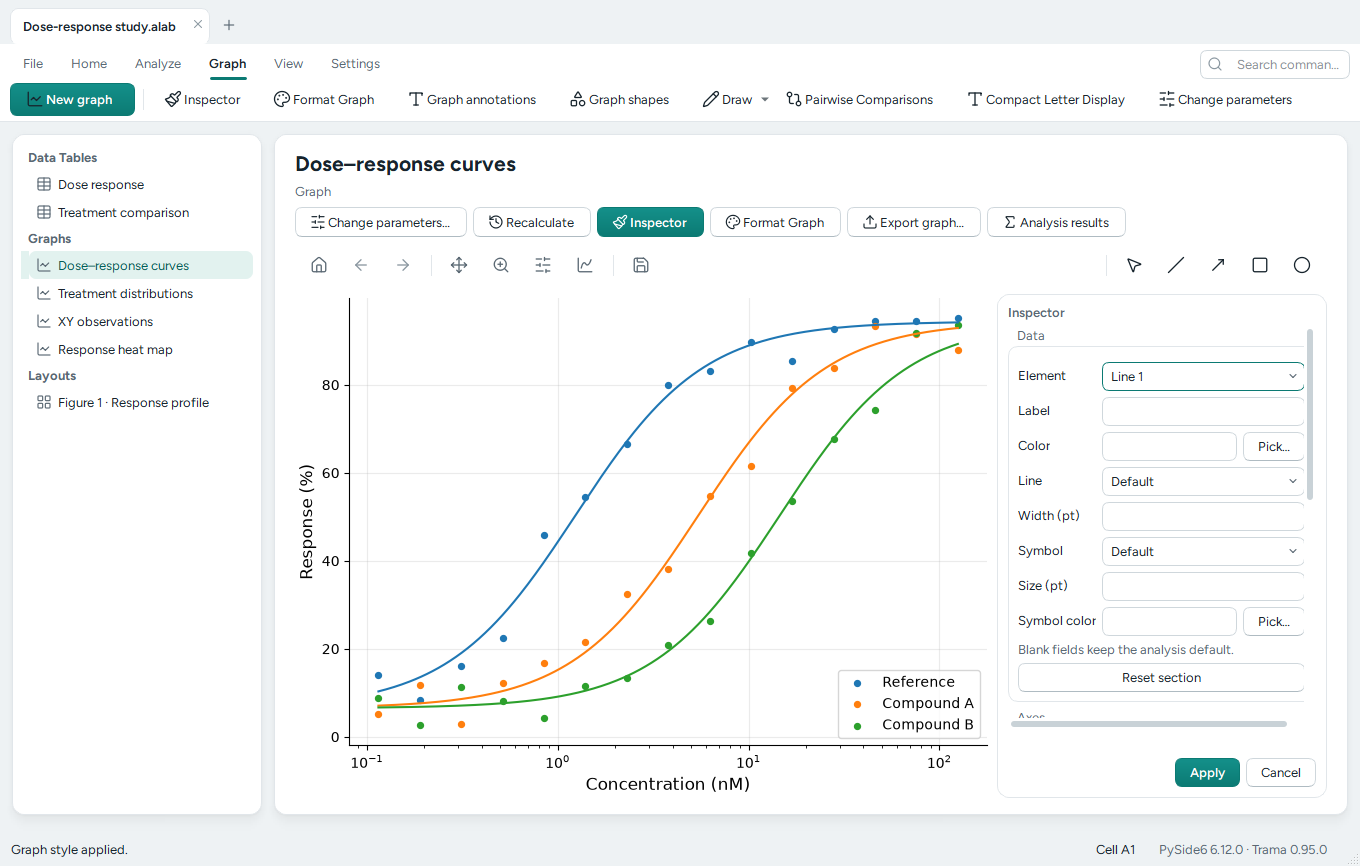 Dose-response study.alab
File Home Analyze Graph View Settings Search comman...
New graph Inspector Format Graph Graph annotations Graph shapes Draw Pairwise Comparisons Compact Letter Display Change parameters
Data Tables
Dose response
Treatment comparison
Graphs
Dose–response curves
Treatment distributions
XY observations
Response heat map
Layouts
Figure 1 · Response profile
Dose–response curves
Graph
Change parameters... Recalculate Inspector Format Graph Export graph... Analysis results
80
60
40
20
0
Response (%)
10⁻¹ 10⁰ 10¹ 10²
Concentration (nM)
Reference
Compound A
Compound B
Inspector
Data
Element Line 1
Label
Color Pick...
Line Default
Width (pt)
Symbol Default
Size (pt)
Symbol color Pick...
Blank fields keep the analysis default.
Reset section
Axes
Apply Cancel
Graph style applied. Cell A1 PySide6 6.12.0 · Trama 0.95.0